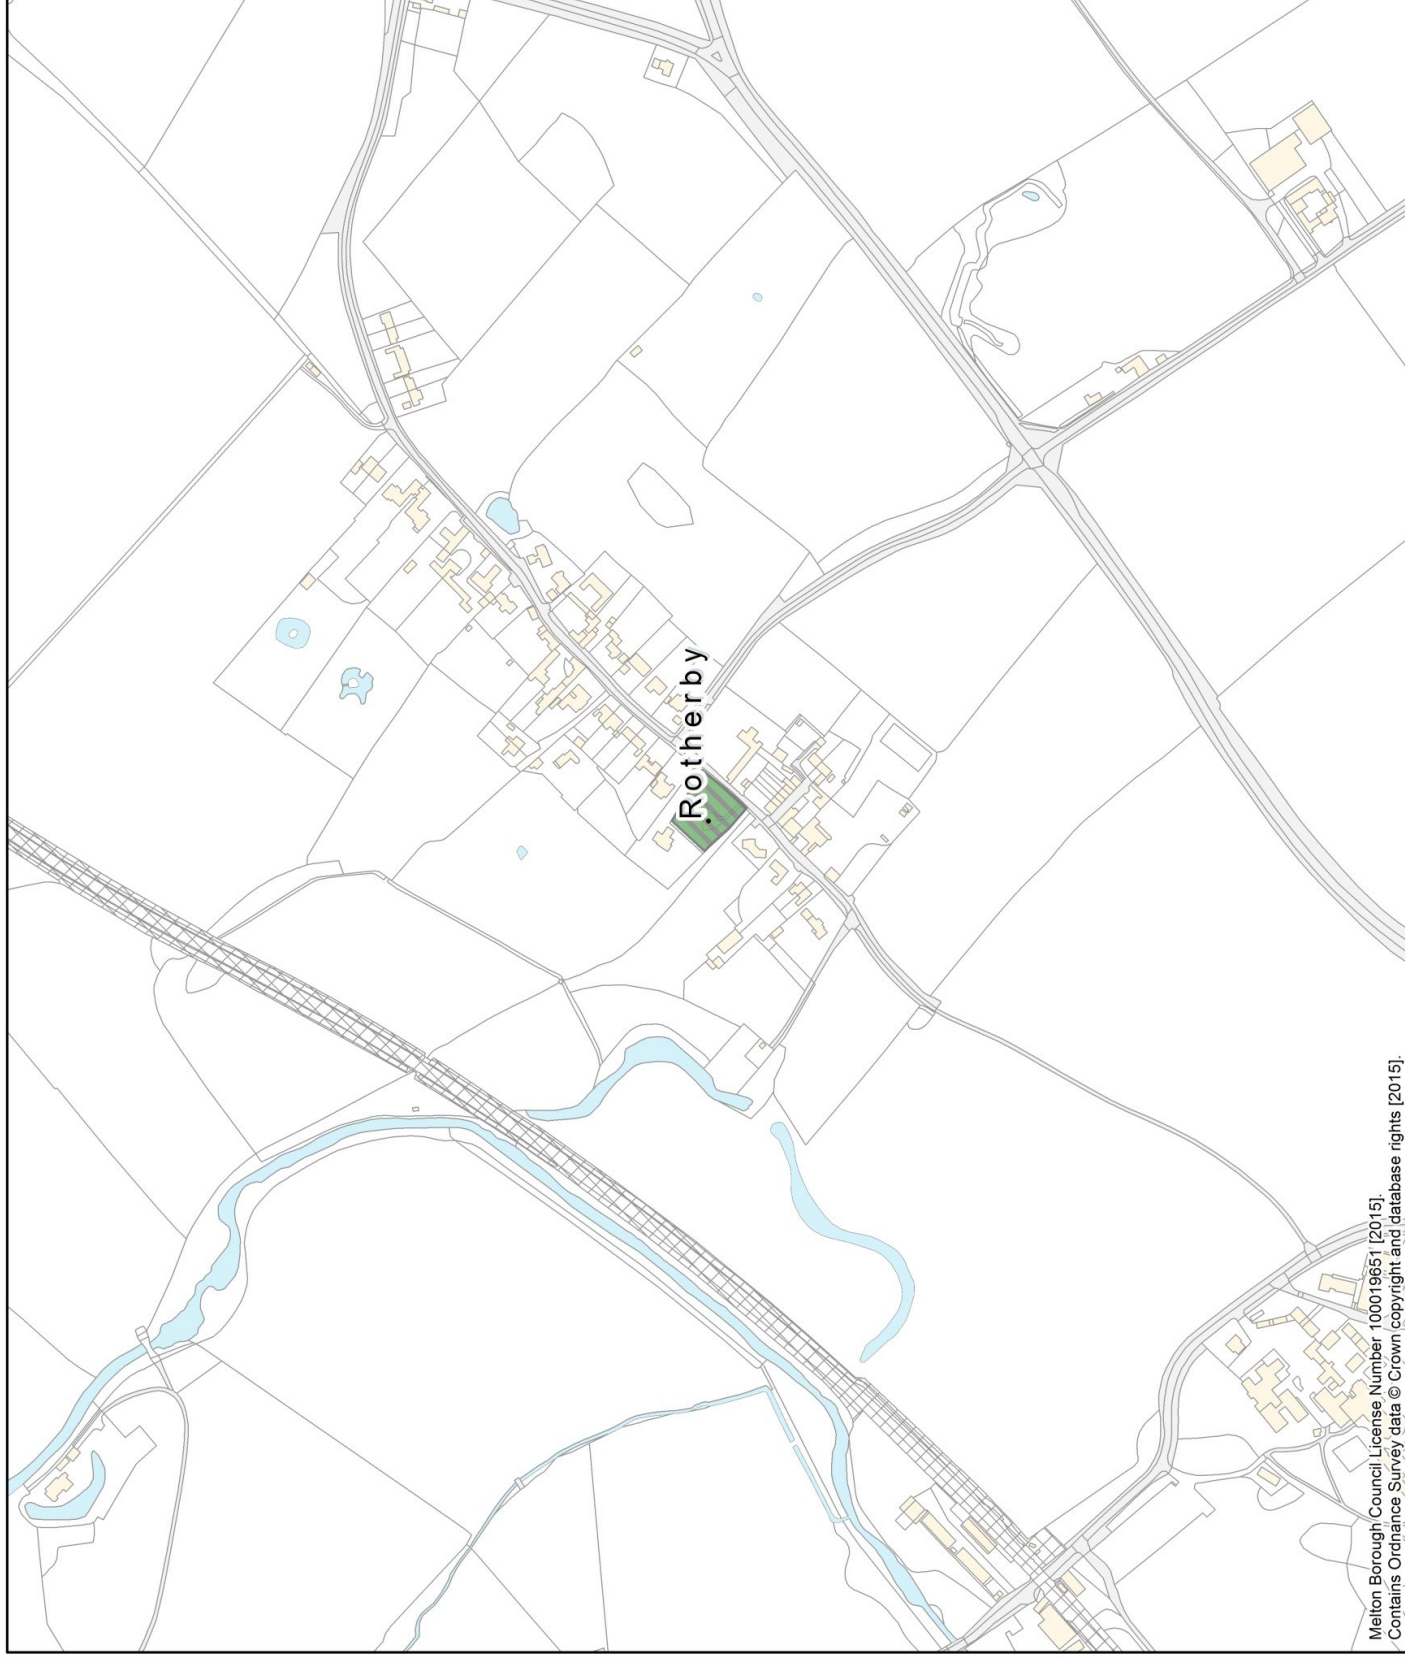 Rotherby
Melton Borough Council License Number 100019651 [2015].
Contains Ordnance Survey data © Crown copyright and database rights [2015].